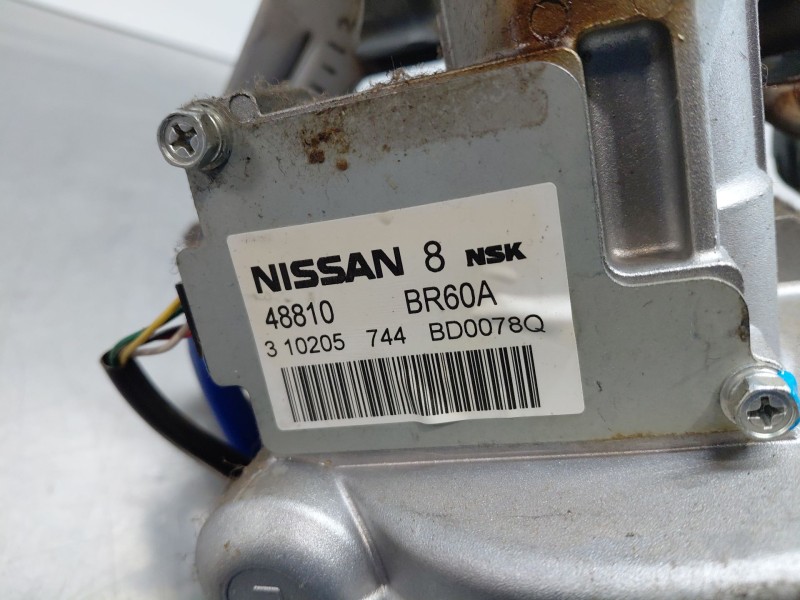 NISSAN 8 NSK
48810 BR60A
3 10205 744 BD0078Q